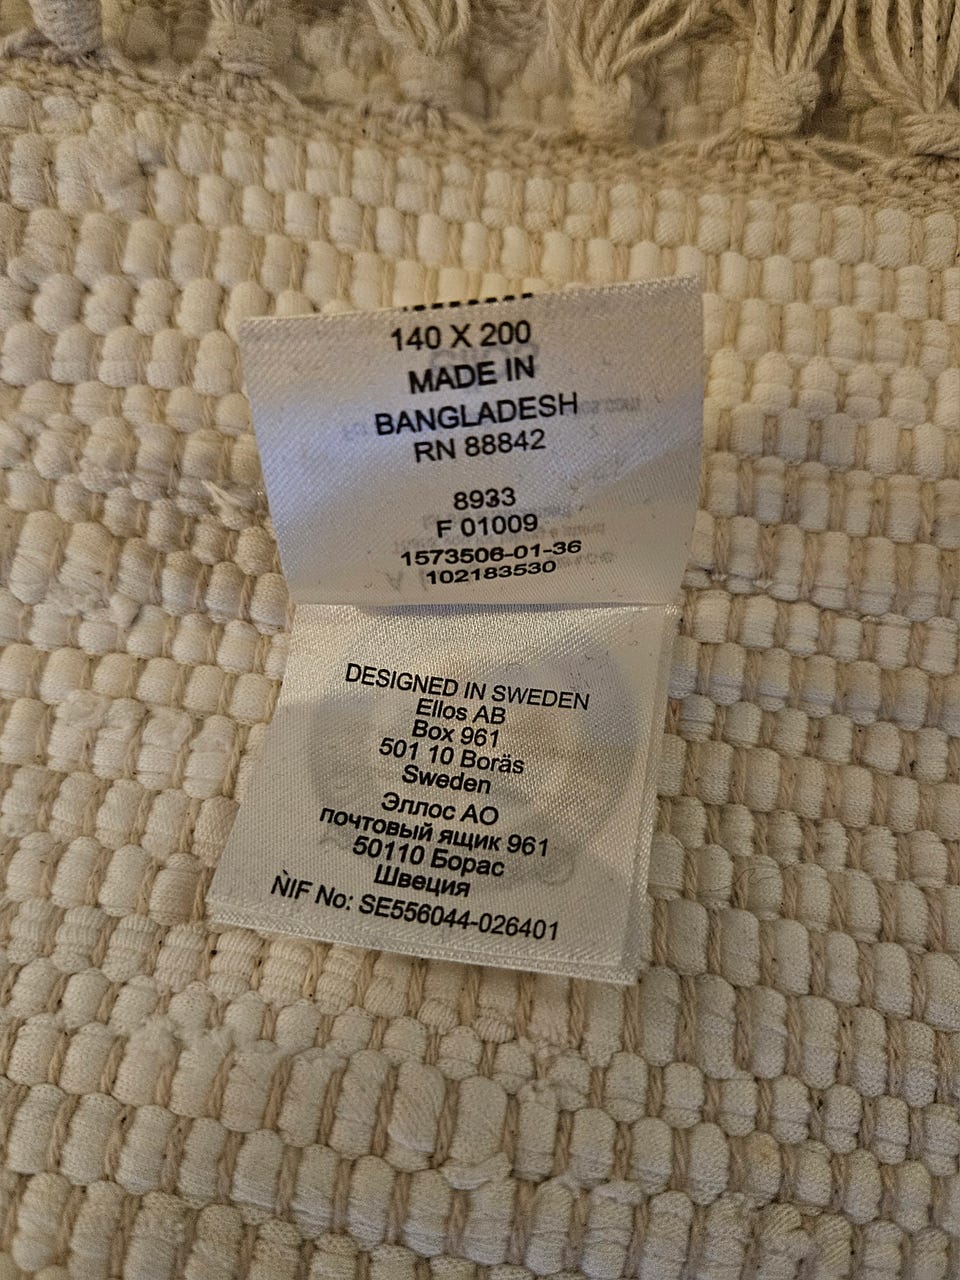 140 X 200
MADE IN
BANGLADESH
RN 88842
8933
F 01009
1573506-01-36
102183530
DESIGNED IN SWEDEN
Ellos AB
Box 961
501 10 Boräs
Sweden
Эллос АО
почтовый ящик 961
50110 Борас
Швеция
NIF No: SE556044-026401